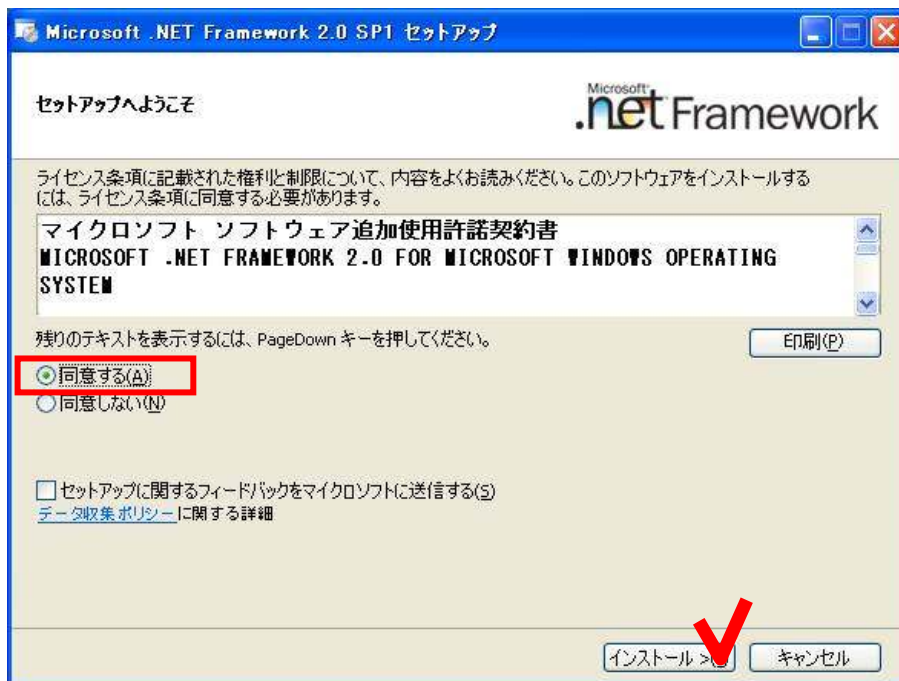 Microsoft .NET Framework 2.0 SP1 セットアップ
セットアップへようこそ
Microsoft
.net Framework
ライセンス条項に記載された権利と制限について、内容をよくお読みください。このソフトウェアをインストールする
には、ライセンス条項に同意する必要があります。
マイクロソフト ソフトウェア追加使用許諾契約書
MICROSOFT .NET FRAMEWORK 2.0 FOR MICROSOFT WINDOWS OPERATING
SYSTEM
残りのテキストを表示するには、PageDown キーを押してください。
印刷(P)
同意する(A)
同意しない(N)
セットアップに関するフィードバックをマイクロソフトに送信する(S)
データ収集ポリシーに関する詳細
インストール >
キャンセル